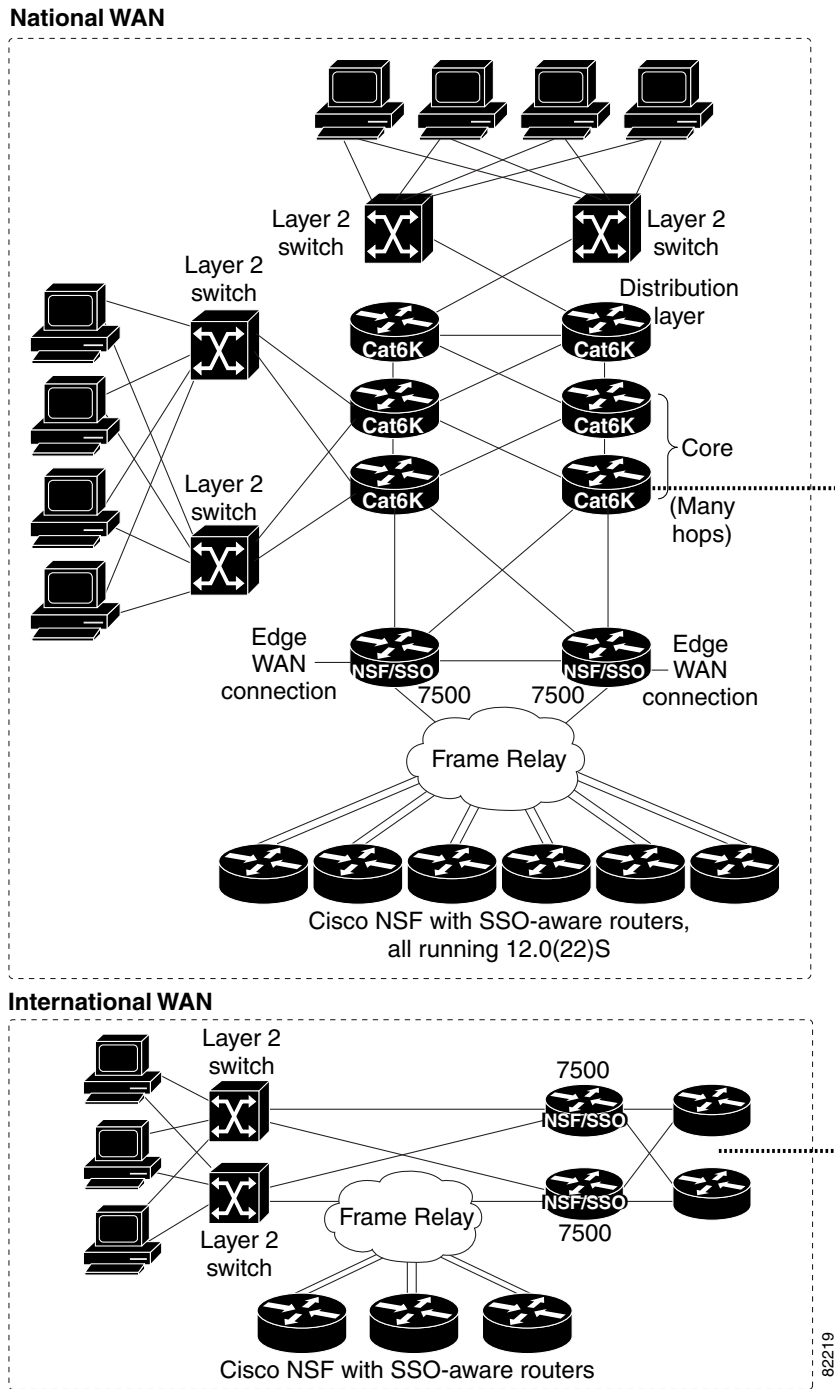 National WAN
Layer 2
switch
Layer 2
switch
Layer 2
switch
Distribution
layer
Cat6K
Cat6K
Cat6K
Cat6K
Core
Layer 2
switch
Cat6K
Cat6K
(Many
hops)
Edge
WAN
connection
NSF/SSO
NSF/SSO
Edge
WAN
connection
7500
7500
Frame Relay
Cisco NSF with SSO-aware routers,
all running 12.0(22)S
International WAN
Layer 2
switch
7500
NSF/SSO
NSF/SSO
7500
Frame Relay
Layer 2
switch
Cisco NSF with SSO-aware routers
82219